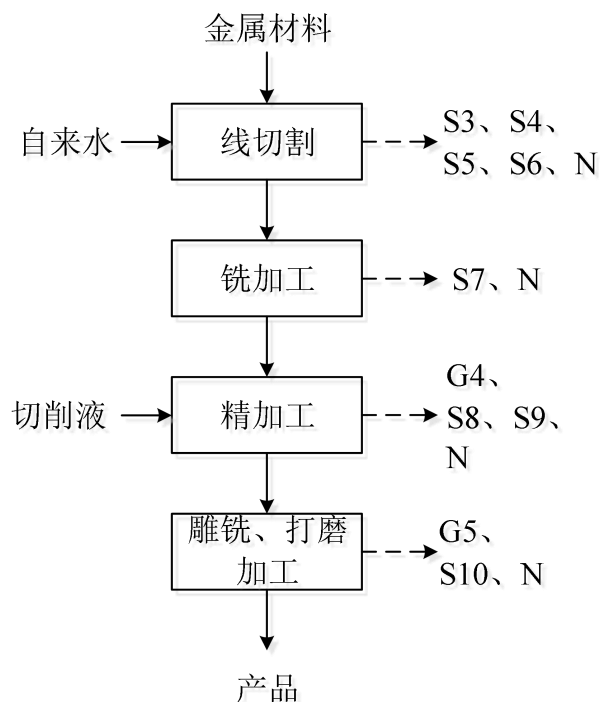 金属材料
自来水
线切割
S3、S4、
S5、S6、N
铣加工
S7、N
切削液
精加工
G4、
S8、S9、
N
雕铣、打磨
加工
G5、
S10、N
产品